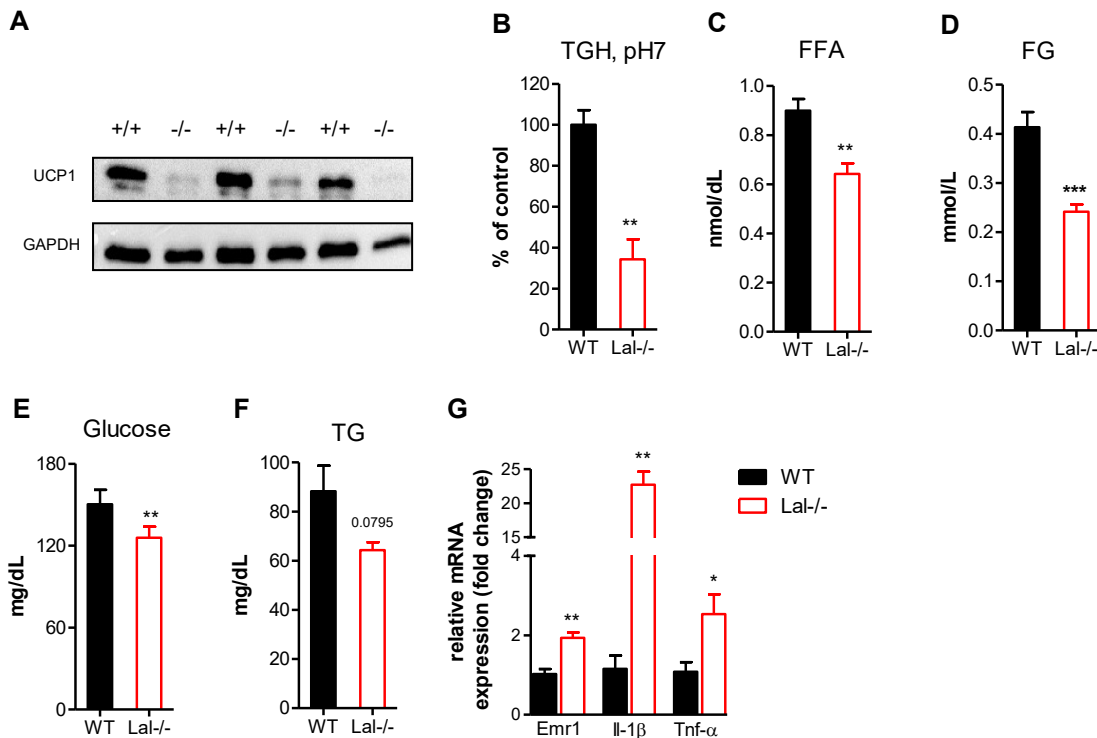 A
+/+ -/- +/+ -/- +/+ -/-
UCP1
GAPDH
B
TGH, pH7
% of control
120
100
80
60
40
20
0
**
WT Lal-/-
C
FFA
nmol/dL
1.0
0.8
0.6
0.4
0.2
0.0
**
WT Lal-/-
D
FG
mmol/L
0.5
0.4
0.3
0.2
0.1
0.0
***
WT Lal-/-
E
Glucose
mg/dL
180
120
60
0
**
WT Lal-/-
F
TG
mg/dL
100
80
60
40
20
0
0.0795
WT Lal-/-
G
relative mRNA
expression (fold change)
25
20
15
4
2
0
**
**
*
Emr1 Il-1β Tnf-α
WT
Lal-/-